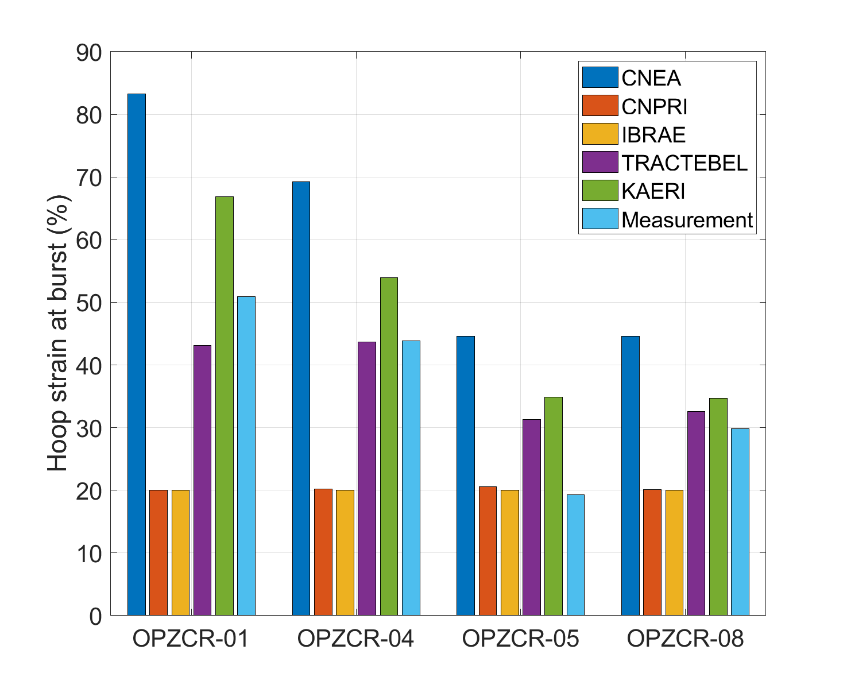 90
80
70
60
50
40
30
20
10
0
Hoop strain at burst (%)
CNEA
CNPRI
IBRAE
TRACTEBEL
KAERI
Measurement
OPZCR-01 OPZCR-04 OPZCR-05 OPZCR-08